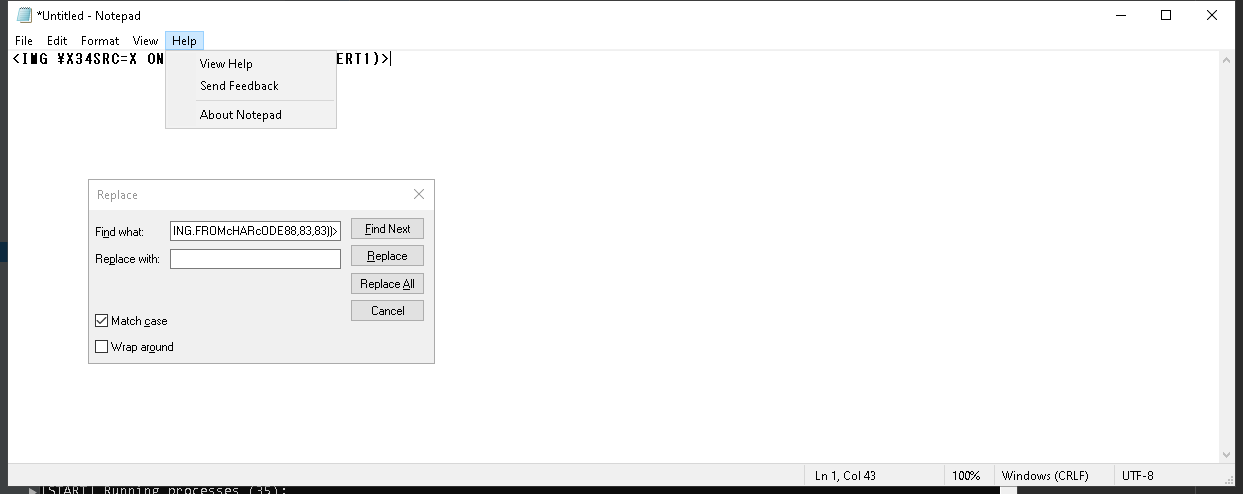 *Untitled - Notepad
File Edit Format View Help
<IMG ¥X34SRC=X ON ERT1)>
View Help
Send Feedback
About Notepad
Replace
Find what: ING.FROMcHARcODE88,83,83))> Find Next
Replace with: Replace
Replace All
Cancel
Match case
Wrap around
Ln 1, Col 43 100% Windows (CRLF) UTF-8
[START] Running processes (35):